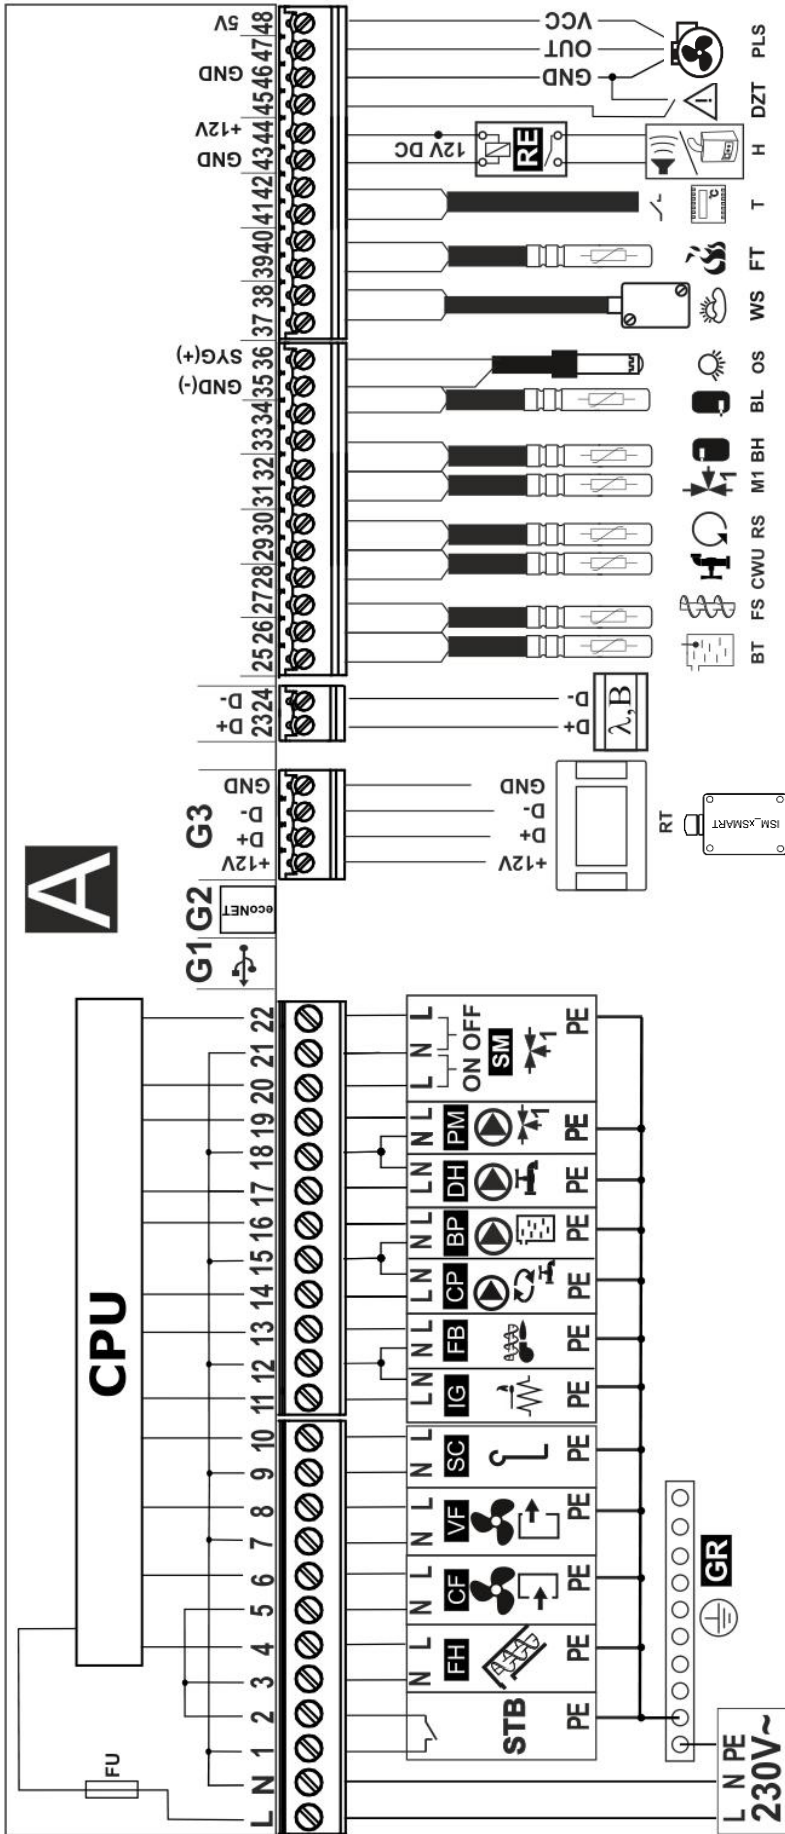 A
CPU
FU
G1 G2 G3
econET
+12V D+ D- GND
D+ D-
GND(-) SYG(+)
GND +12V GND 5V
L N 1 2 3 4 5 6 7 8 9 10 11 12 13 14 15 16 17 18 19 20 21 22
23 24
25 26 27 28 29 30 31 32 33 34 35 36
37 38 39 40 41 42 43 44 45 46 47 48
N L N L N L N L L N N L L N N L L N N L L N L
ON OFF
STB FH CF VF SC IG FB CP BP DH PM SM
1 1
PE PE PE PE PE PE PE PE PE PE PE PE
+12V D+ D- GND
D+ D-
λ,B
12V DC
RE
GND OUT VCC
°C
RT
ISM_xSMART
1
BT FS CWU RS M1 BH BL OS WS FT T H DZT PLS
GR
L N PE
230V~